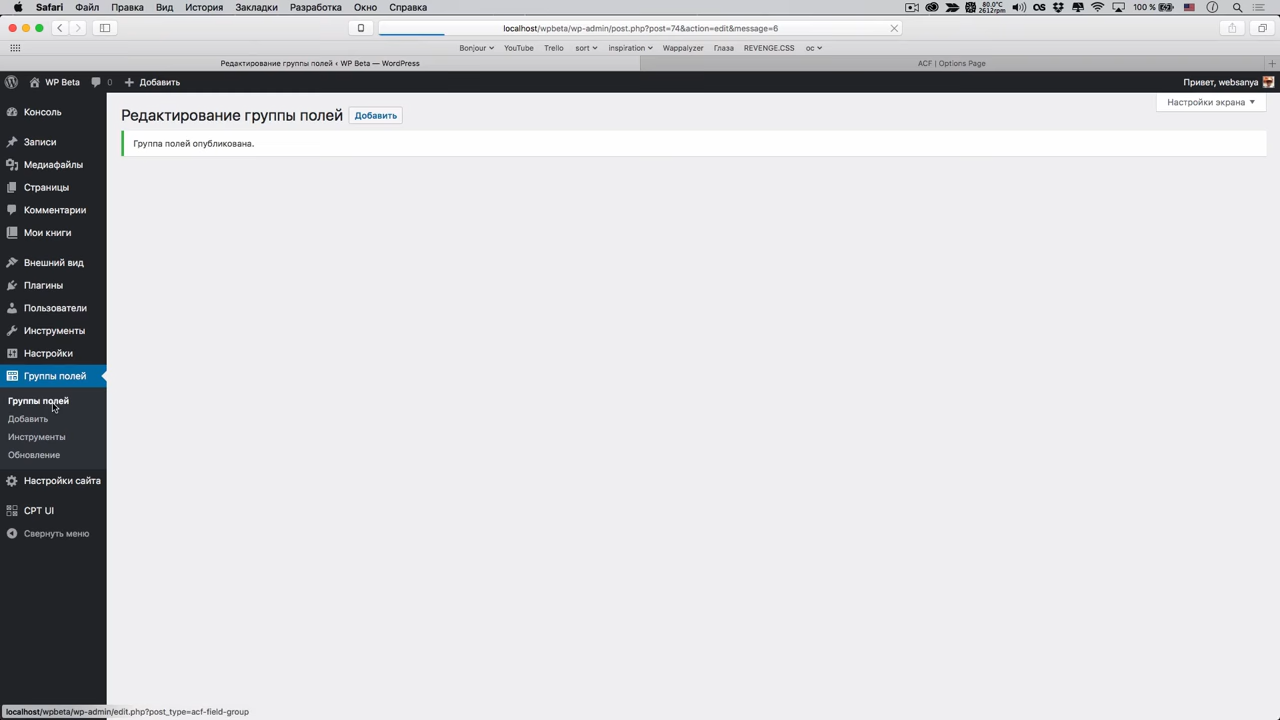 Safari Файл Правка Вид История Закладки Разработка Окно Справка
80.0°C
2612rpm
100 %
localhost/wpbeta/wp-admin/post.php?post=74&action=edit&message=6
Bonjour YouTube Trello sort inspiration Wappalyzer Глаза REVENGE.CSS ос
Редактирование группы полей ‹ WP Beta — WordPress
ACF | Options Page
WP Beta 0 Добавить
Привет, websanya
Настройки экрана
Консоль
Записи
Медиафайлы
Страницы
Комментарии
Мои книги
Внешний вид
Плагины
Пользователи
Инструменты
Настройки
Группы полей
Группы полей
Добавить
Инструменты
Обновление
Настройки сайта
CPT UI
Свернуть меню
Редактирование группы полей Добавить
Группа полей опубликована.
localhost/wpbeta/wp-admin/edit.php?post_type=acf-field-group